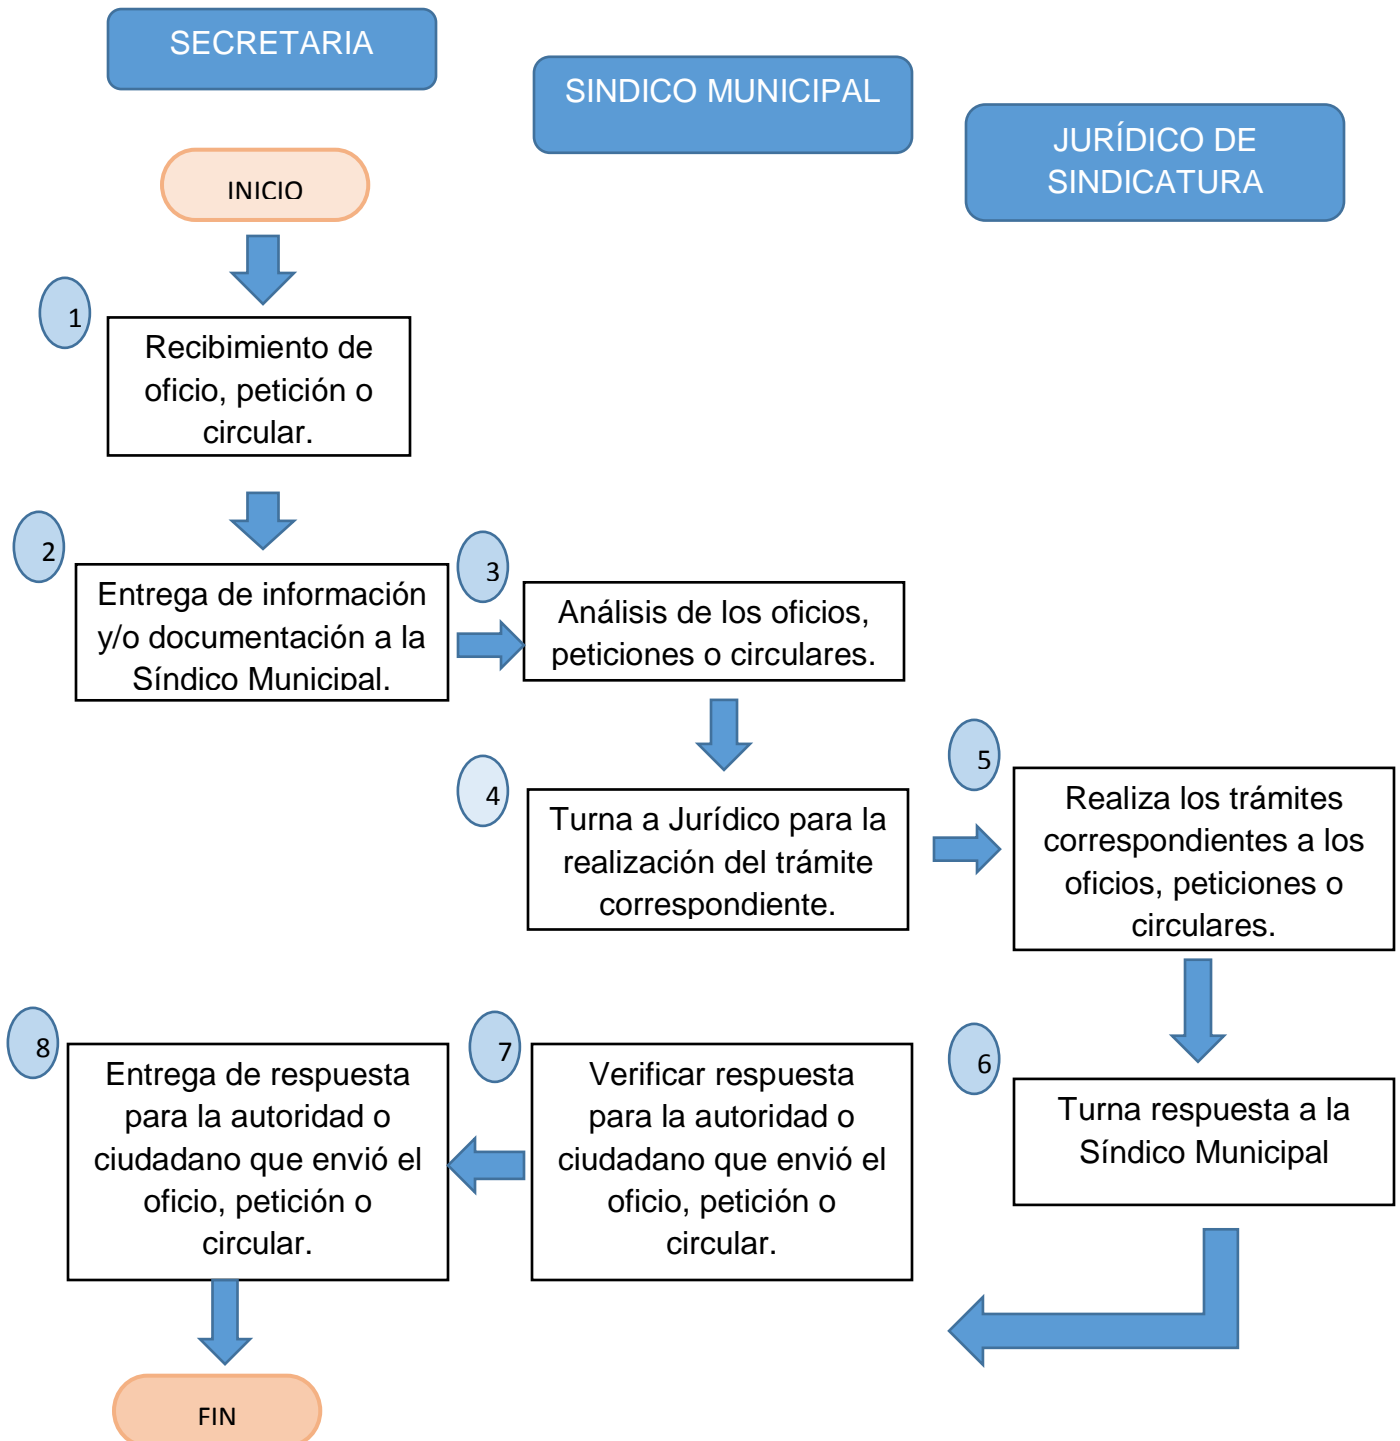 SECRETARIA
SINDICO MUNICIPAL
JURÍDICO DE
SINDICATURA
INICIO
1
Recibimiento de
oficio, petición o
circular.
2
Entrega de información
y/o documentación a la
Síndico Municipal.
3
Análisis de los oficios,
peticiones o circulares.
4
Turna a Jurídico para la
realización del trámite
correspondiente.
5
Realiza los trámites
correspondientes a los
oficios, peticiones o
circulares.
6
Turna respuesta a la
Síndico Municipal
7
Verificar respuesta
para la autoridad o
ciudadano que envió el
oficio, petición o
circular.
8
Entrega de respuesta
para la autoridad o
ciudadano que envió el
oficio, petición o
circular.
FIN